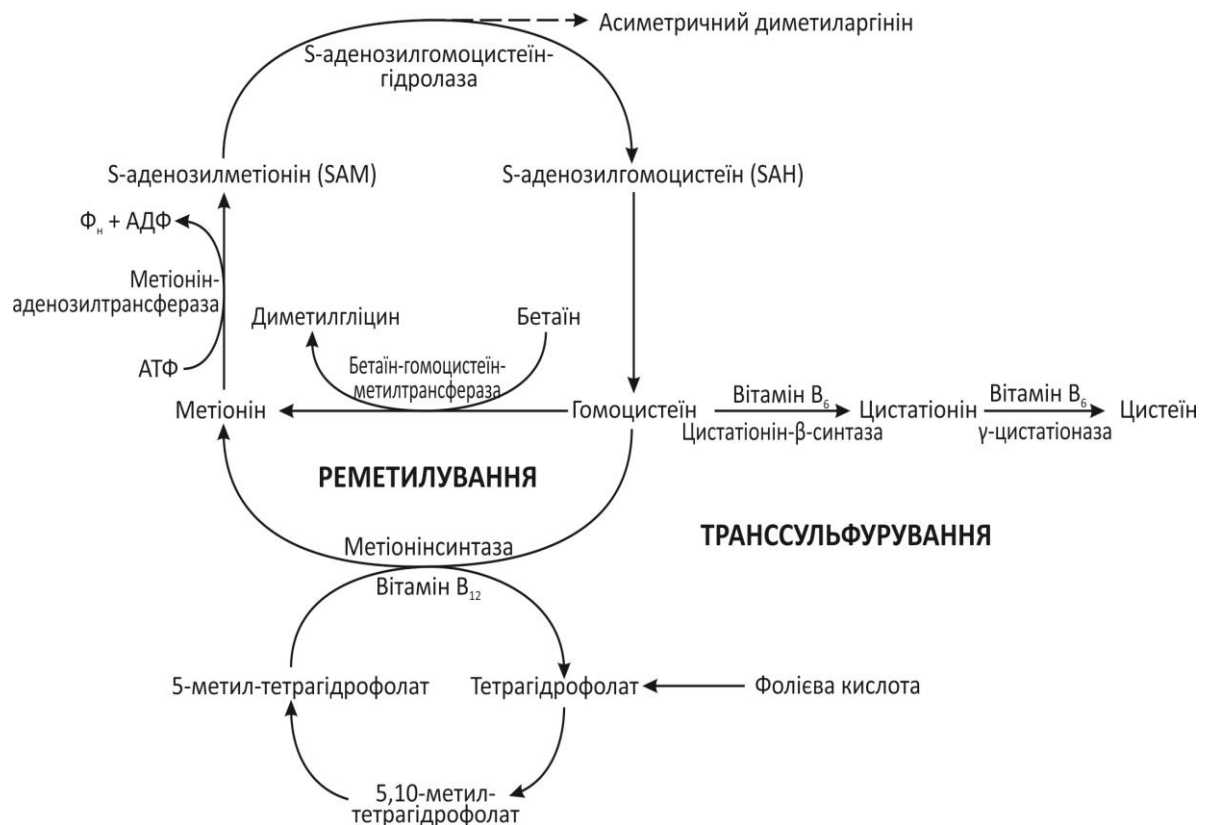 Асиметричний диметиларгінін
S-аденозилгомоцистеїн-
гідролаза
S-аденозилметіонін (SAM)
S-аденозилгомоцистеїн (SAH)
Фн + АДФ
Метіонін-
аденозилтрансфераза
АТФ
Диметилгліцин
Бетаїн
Бетаїн-гомоцистеїн-
метилтрансфераза
Метіонін
Гомоцистеїн
Вітамін B6
Цистатіонін-β-синтаза
Цистатіонін
Вітамін B6
γ-цистатіоназа
Цистеїн
РЕМЕТИЛУВАННЯ
ТРАНССУЛЬФУРУВАННЯ
Метіонінсинтаза
Вітамін B12
5-метил-тетрагідрофолат
Тетрагідрофолат
Фолієва кислота
5,10-метил-
тетрагідрофолат